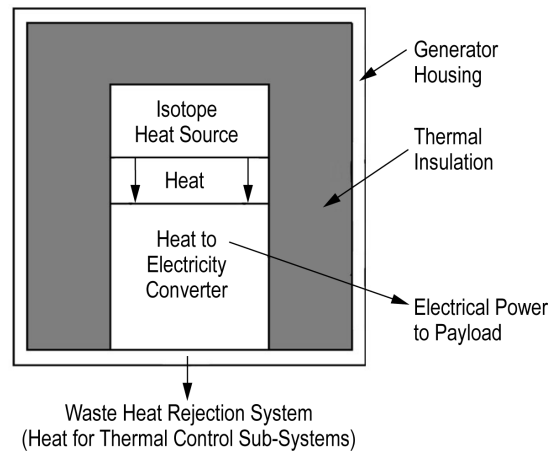 Generator
Housing
Isotope
Heat Source
Thermal
Insulation
Heat
Heat to
Electricity
Converter
Electrical Power
to Payload
Waste Heat Rejection System
(Heat for Thermal Control Sub-Systems)